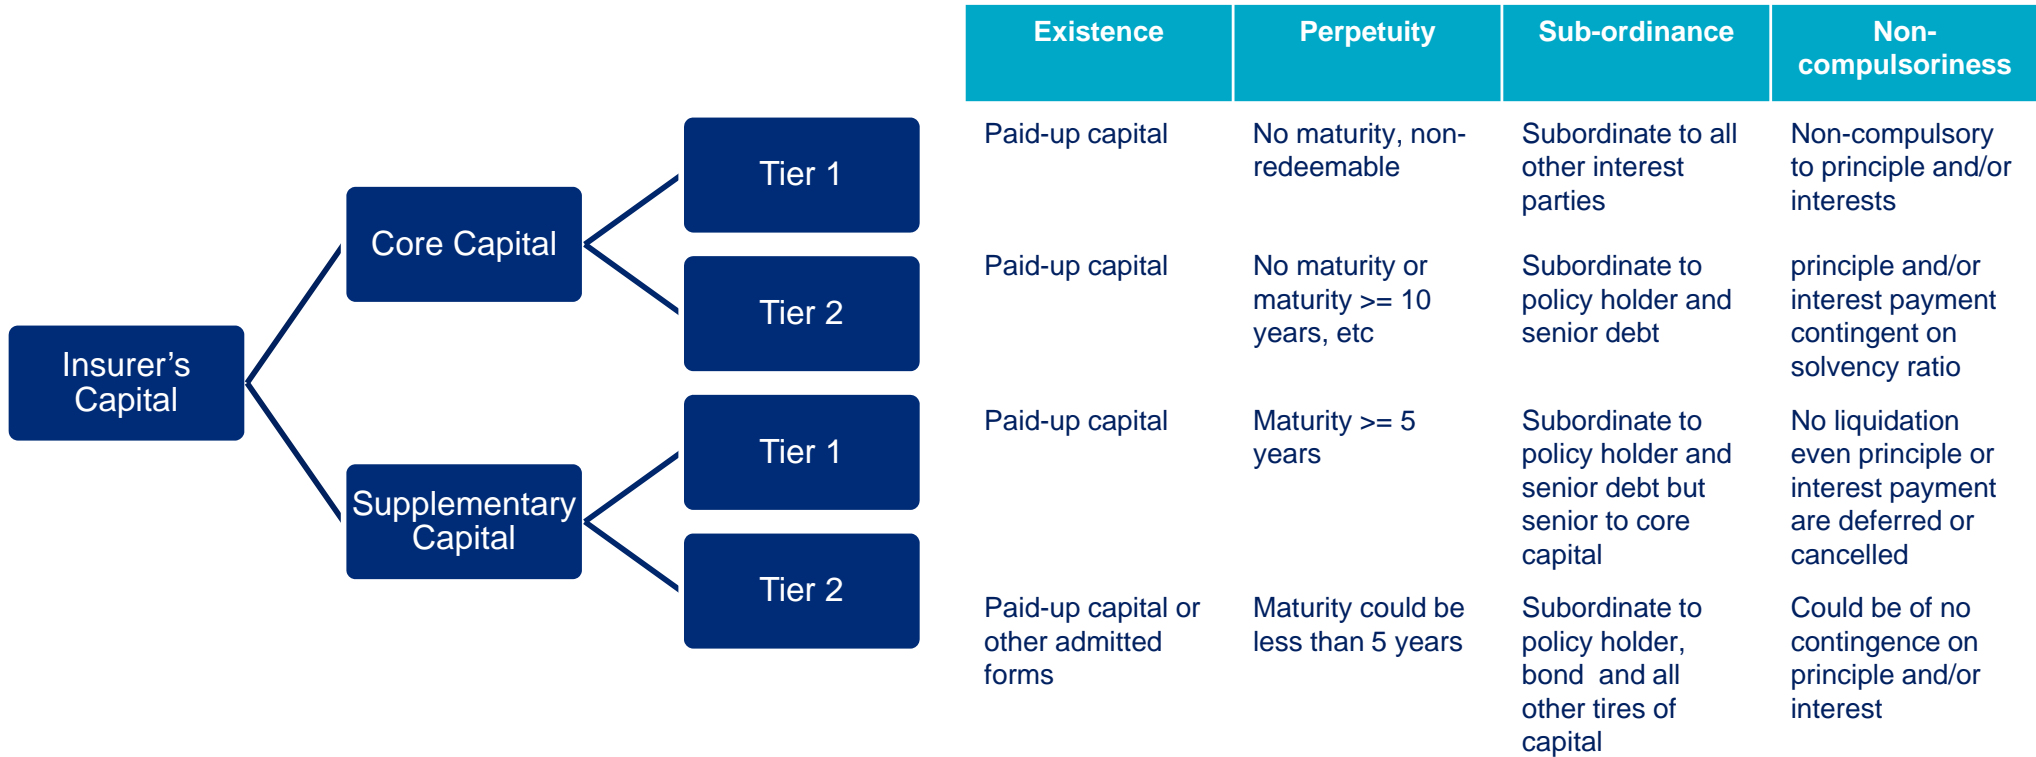 Existence
Perpetuity
Sub-ordinance
Non-
compulsoriness
Insurer’s
Capital
Core Capital
Supplementary
Capital
Tier 1
Paid-up capital
No maturity, non-
redeemable
Subordinate to all
other interest
parties
Non-compulsory
to principle and/or
interests
Tier 2
Paid-up capital
No maturity or
maturity >= 10
years, etc
Subordinate to
policy holder and
senior debt
principle and/or
interest payment
contingent on
solvency ratio
Tier 1
Paid-up capital
Maturity >= 5
years
Subordinate to
policy holder and
senior debt but
senior to core
capital
No liquidation
even principle or
interest payment
are deferred or
cancelled
Tier 2
Paid-up capital or
other admitted
forms
Maturity could be
less than 5 years
Subordinate to
policy holder,
bond  and all
other tires of
capital
Could be of no
contingence on
principle and/or
interest